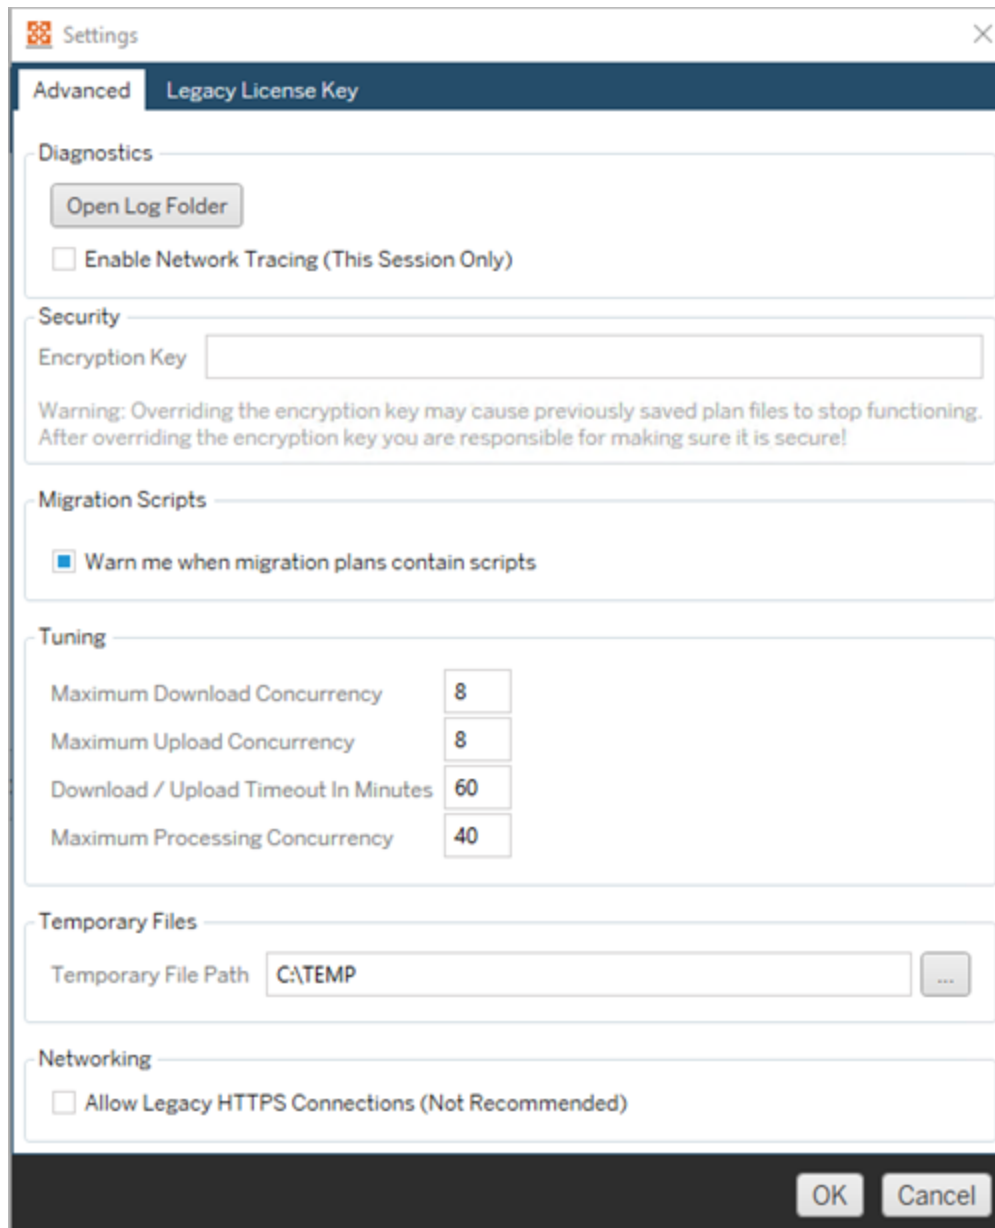 Settings
Advanced Legacy License Key
Diagnostics
Open Log Folder
Enable Network Tracing (This Session Only)
Security
Encryption Key
Warning: Overriding the encryption key may cause previously saved plan files to stop functioning.
After overriding the encryption key you are responsible for making sure it is secure!
Migration Scripts
Warn me when migration plans contain scripts
Tuning
Maximum Download Concurrency 8
Maximum Upload Concurrency 8
Download / Upload Timeout In Minutes 60
Maximum Processing Concurrency 40
Temporary Files
Temporary File Path C:\TEMP ...
Networking
Allow Legacy HTTPS Connections (Not Recommended)
OK Cancel